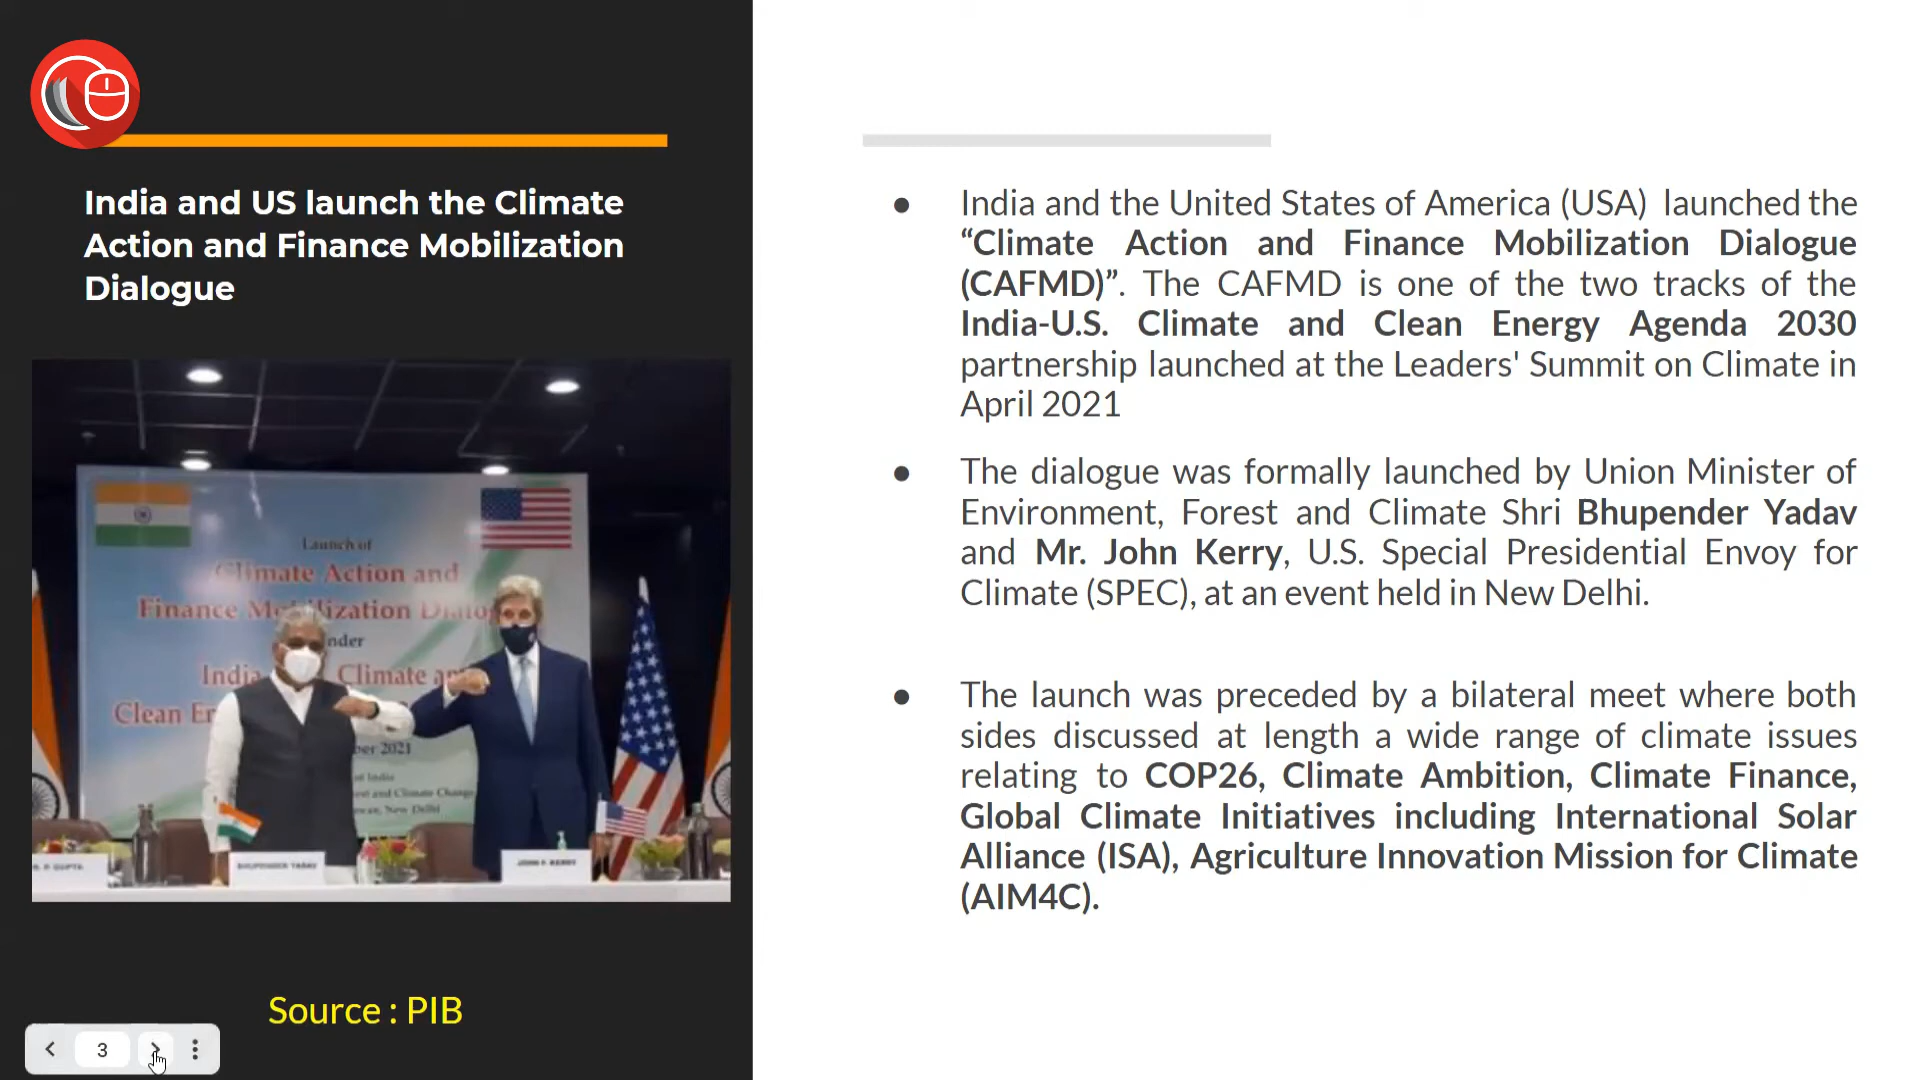 India and US launch the Climate
Action and Finance Mobilization
Dialogue
Launch of
Climate Action and
Finance
India
Climate
Clean
2021
New Delhi
BHUPENDER YADAV
Source : PIB
3
● India and the United States of America (USA) launched the
“Climate Action and Finance Mobilization Dialogue
(CAFMD)”. The CAFMD is one of the two tracks of the
India-U.S. Climate and Clean Energy Agenda 2030
partnership launched at the Leaders' Summit on Climate in
April 2021
● The dialogue was formally launched by Union Minister of
Environment, Forest and Climate Shri Bhupender Yadav
and Mr. John Kerry, U.S. Special Presidential Envoy for
Climate (SPEC), at an event held in New Delhi.
● The launch was preceded by a bilateral meet where both
sides discussed at length a wide range of climate issues
relating to COP26, Climate Ambition, Climate Finance,
Global Climate Initiatives including International Solar
Alliance (ISA), Agriculture Innovation Mission for Climate
(AIM4C).